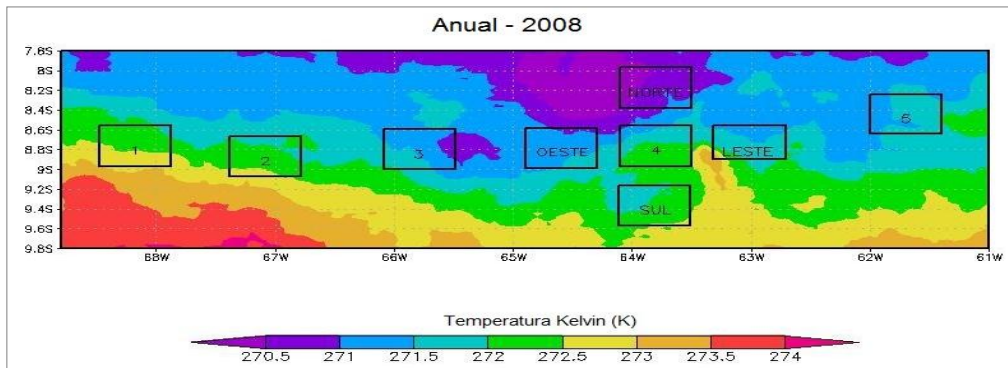 Anual - 2008
7.8S
8S
8.2S
8.4S
8.6S
8.8S
9S
9.2S
9.4S
9.6S
9.8S
NORTE
5
1
2
3
OESTE
4
LESTE
SUL
68W 67W 66W 65W 64W 63W 62W 61W
Temperatura Kelvin (K)
270.5 271 271.5 272 272.5 273 273.5 274